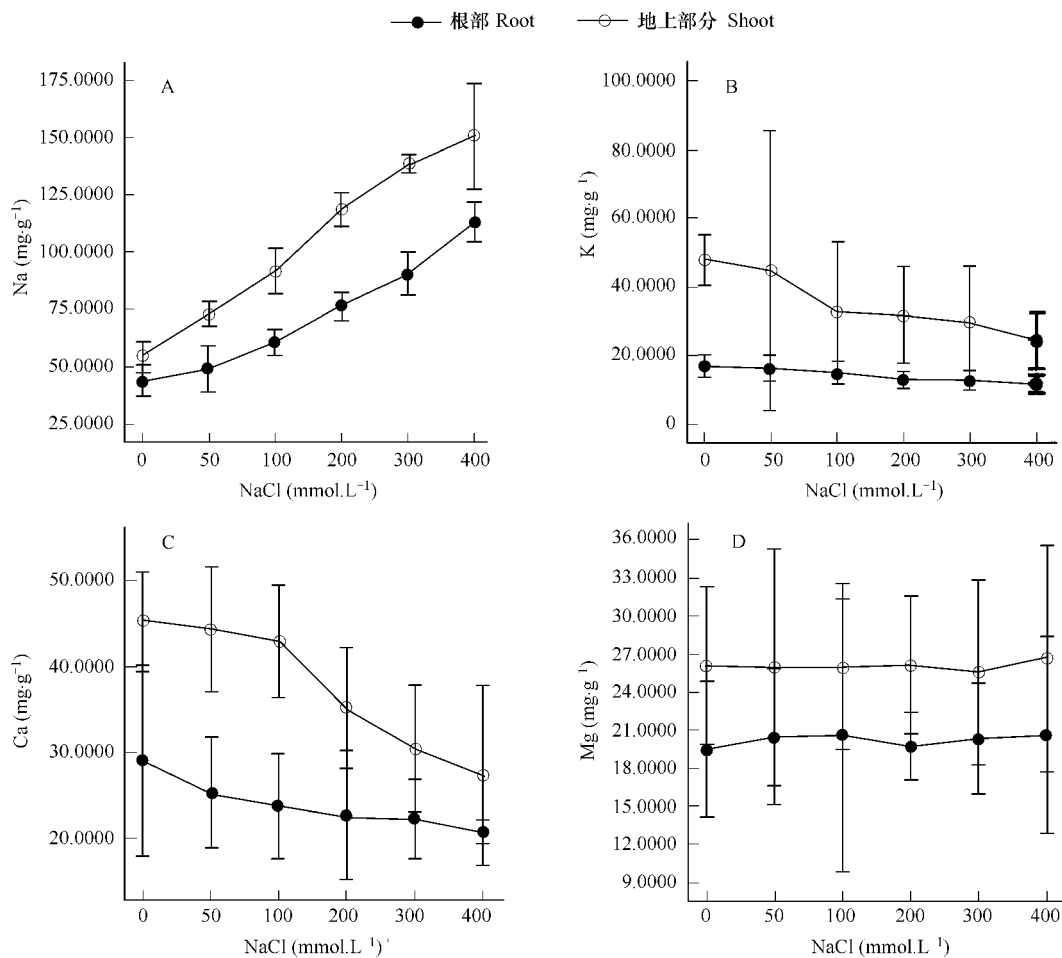 根部 Root 地上部分 Shoot
A
175.0000
150.0000
125.0000
100.0000
75.0000
50.0000
25.0000
Na (mg·g⁻¹)
0 50 100 200 300 400
NaCl (mmol.L⁻¹)
B
100.0000
80.0000
60.0000
40.0000
20.0000
0
K (mg·g⁻¹)
0 50 100 200 300 400
NaCl (mmol.L⁻¹)
C
50.0000
40.0000
30.0000
20.0000
Ca (mg·g⁻¹)
0 50 100 200 300 400
NaCl (mmol.L⁻¹)
D
36.0000
33.0000
30.0000
27.0000
24.0000
21.0000
18.0000
15.0000
12.0000
9.0000
Mg (mg·g⁻¹)
0 50 100 200 300 400
NaCl (mmol.L⁻¹)